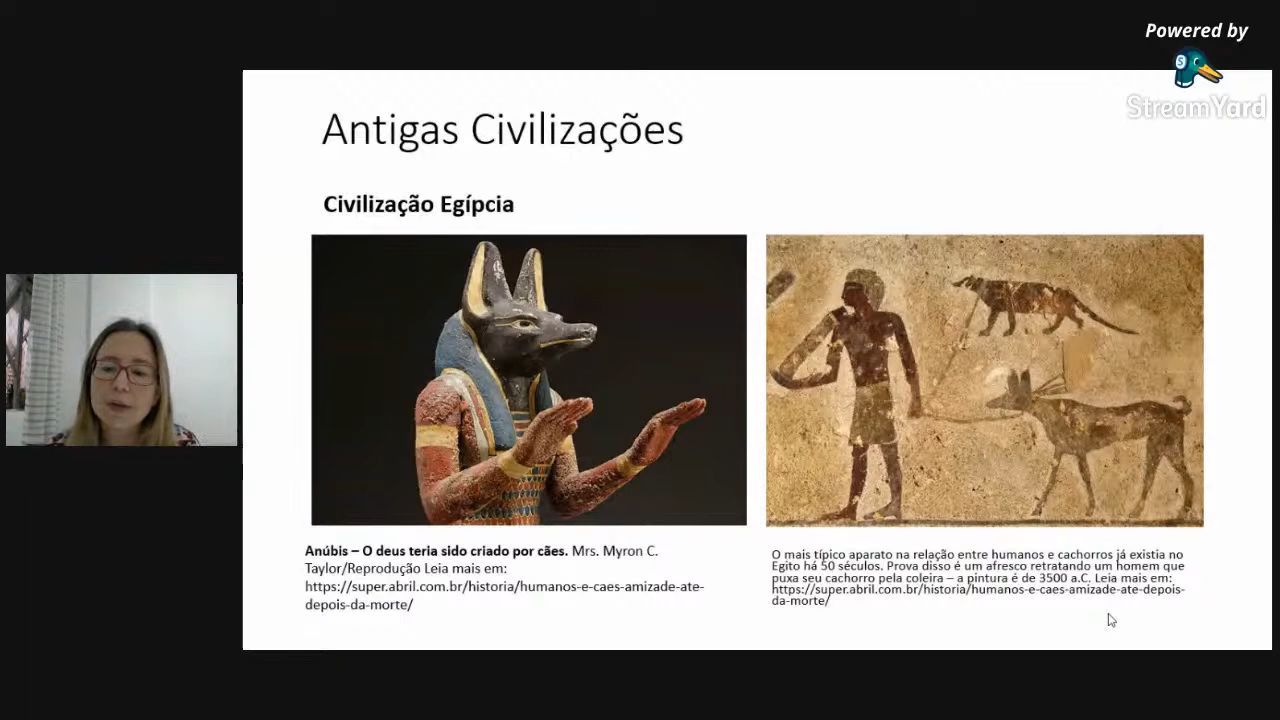 Powered by
StreamYard
Antigas Civilizações
Civilização Egípcia
Anúbis – O deus teria sido criado por cães. Mrs. Myron C.
Taylor/Reprodução Leia mais em:
https://super.abril.com.br/historia/humanos-e-caes-amizade-ate-
depois-da-morte/
O mais típico aparato na relação entre humanos e cachorros já existia no
Egito há 50 séculos. Prova disso é um afresco retratando um homem que
puxa seu cachorro pela coleira – a pintura é de 3500 a.C. Leia mais em:
https://super.abril.com.br/historia/humanos-e-caes-amizade-ate-depois-
da-morte/